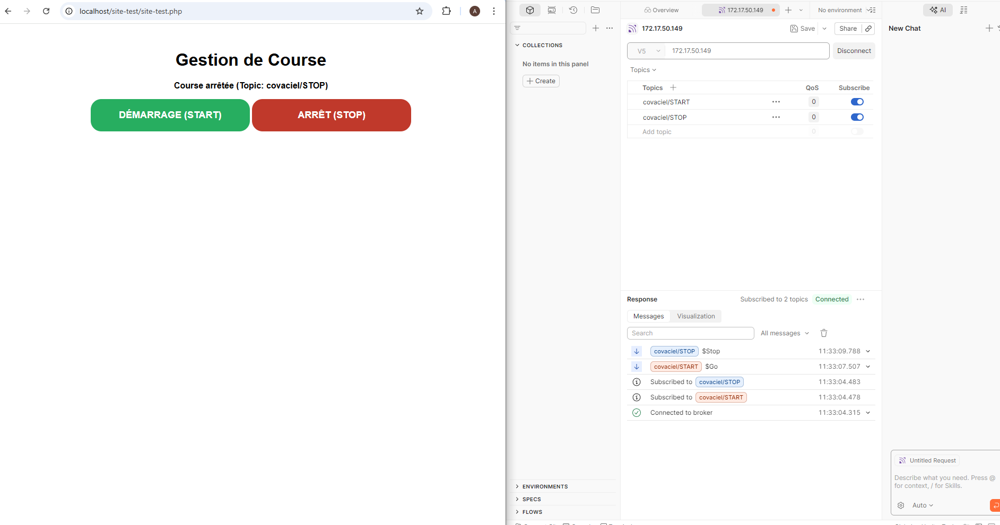 localhost/site-test/site-test.php
A
Gestion de Course
Course arrêtée (Topic: covaciel/STOP)
DÉMARRAGE (START)
ARRÊT (STOP)
Overview
172.17.50.149
No environment
AI
COLLECTIONS
No items in this panel
Create
172.17.50.149
Save
Share
V5
172.17.50.149
Disconnect
Topics
Topics
QoS
Subscribe
covaciel/START
0
covaciel/STOP
0
Add topic
0
Response
Subscribed to 2 topics
Connected
Messages
Visualization
Search
All messages
covaciel/STOP $Stop 11:33:09.788
covaciel/START $Go 11:33:07.507
Subscribed to covaciel/STOP 11:33:04.483
Subscribed to covaciel/START 11:33:04.478
Connected to broker 11:33:04.315
ENVIRONMENTS
SPECS
FLOWS
New Chat
Untitled Request
Describe what you need. Press @
for context, / for Skills.
Auto